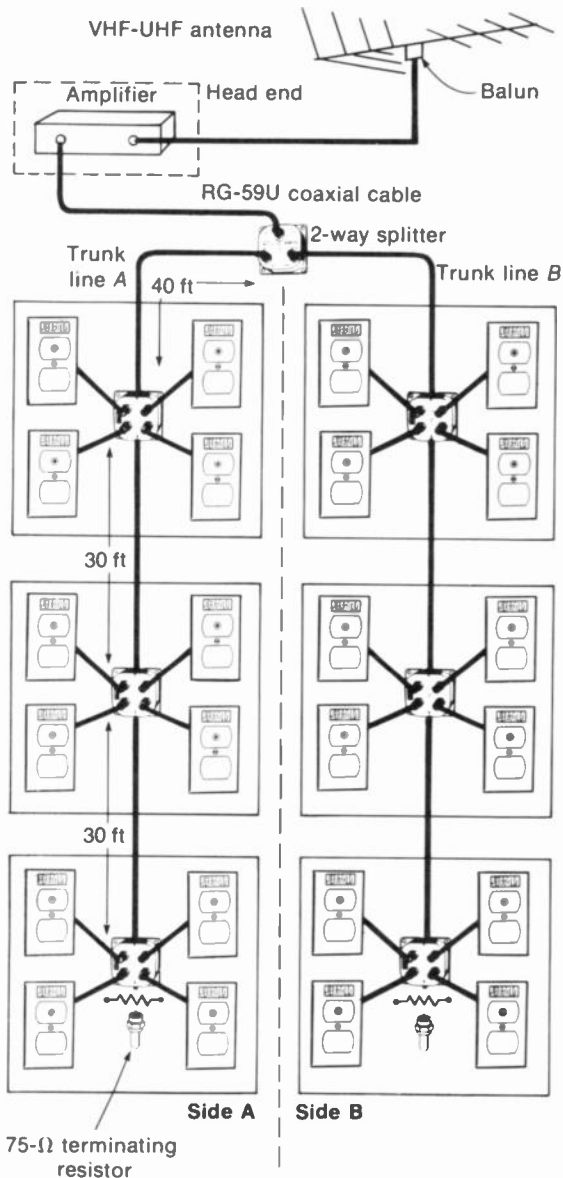 VHF-UHF antenna
Balun
Amplifier
Head end
RG-59U coaxial cable
2-way splitter
Trunk
line A
Trunk line B
40 ft
30 ft
30 ft
Side A
Side B
75-Ω terminating
resistor